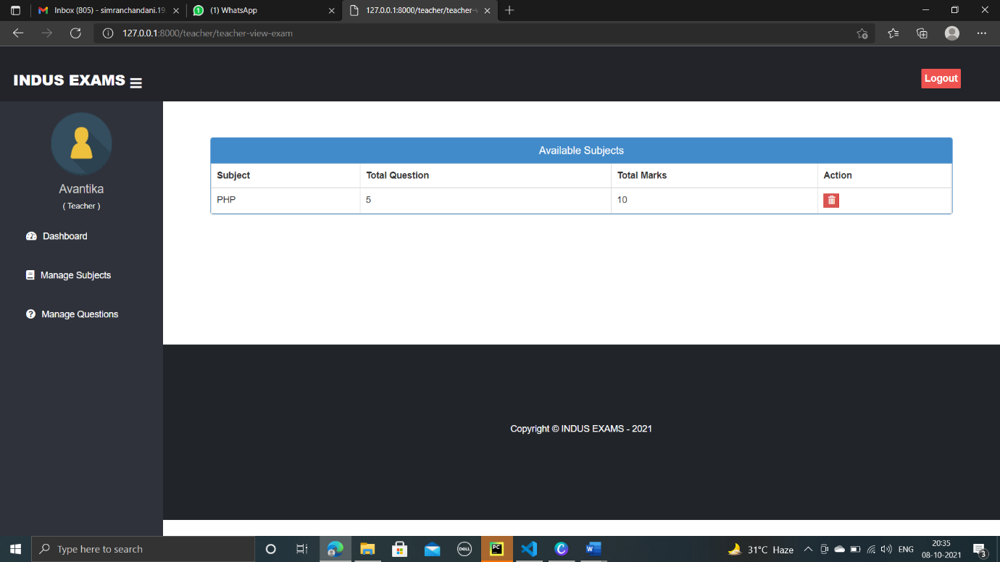 Inbox (805) - simranchandani.19
(1) WhatsApp
127.0.0.1:8000/teacher/teacher-v
127.0.0.1:8000/teacher/teacher-view-exam
INDUS EXAMS
Logout
Avantika
( Teacher )
Dashboard
Manage Subjects
Manage Questions
Available Subjects
Subject Total Question Total Marks Action
PHP 5 10
Copyright © INDUS EXAMS - 2021
Type here to search
DELL
PC
31°C Haze
ENG
20:35
08-10-2021
3